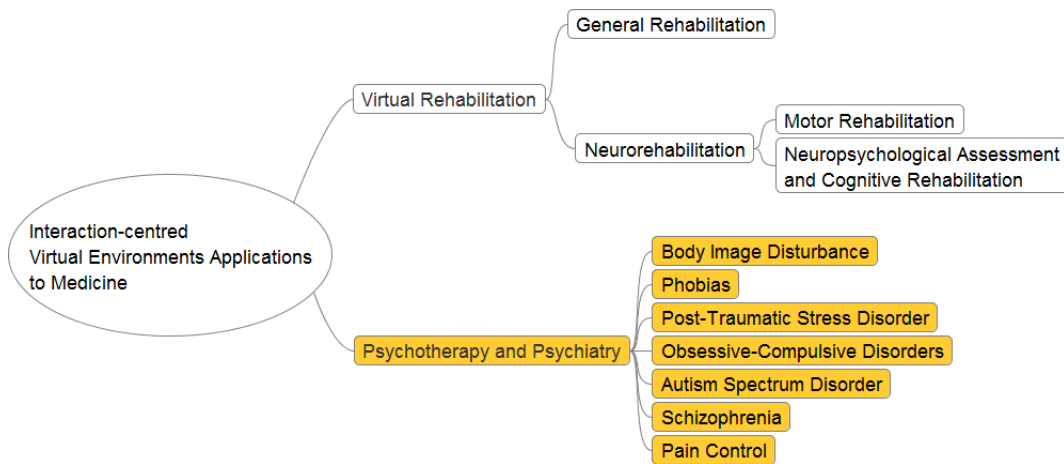 General Rehabilitation
Virtual Rehabilitation
Motor Rehabilitation
Neurorehabilitation
Neuropsychological Assessment
and Cognitive Rehabilitation
Interaction-centred
Virtual Environments Applications
to Medicine
Body Image Disturbance
Phobias
Post-Traumatic Stress Disorder
Psychotherapy and Psychiatry
Obsessive-Compulsive Disorders
Autism Spectrum Disorder
Schizophrenia
Pain Control